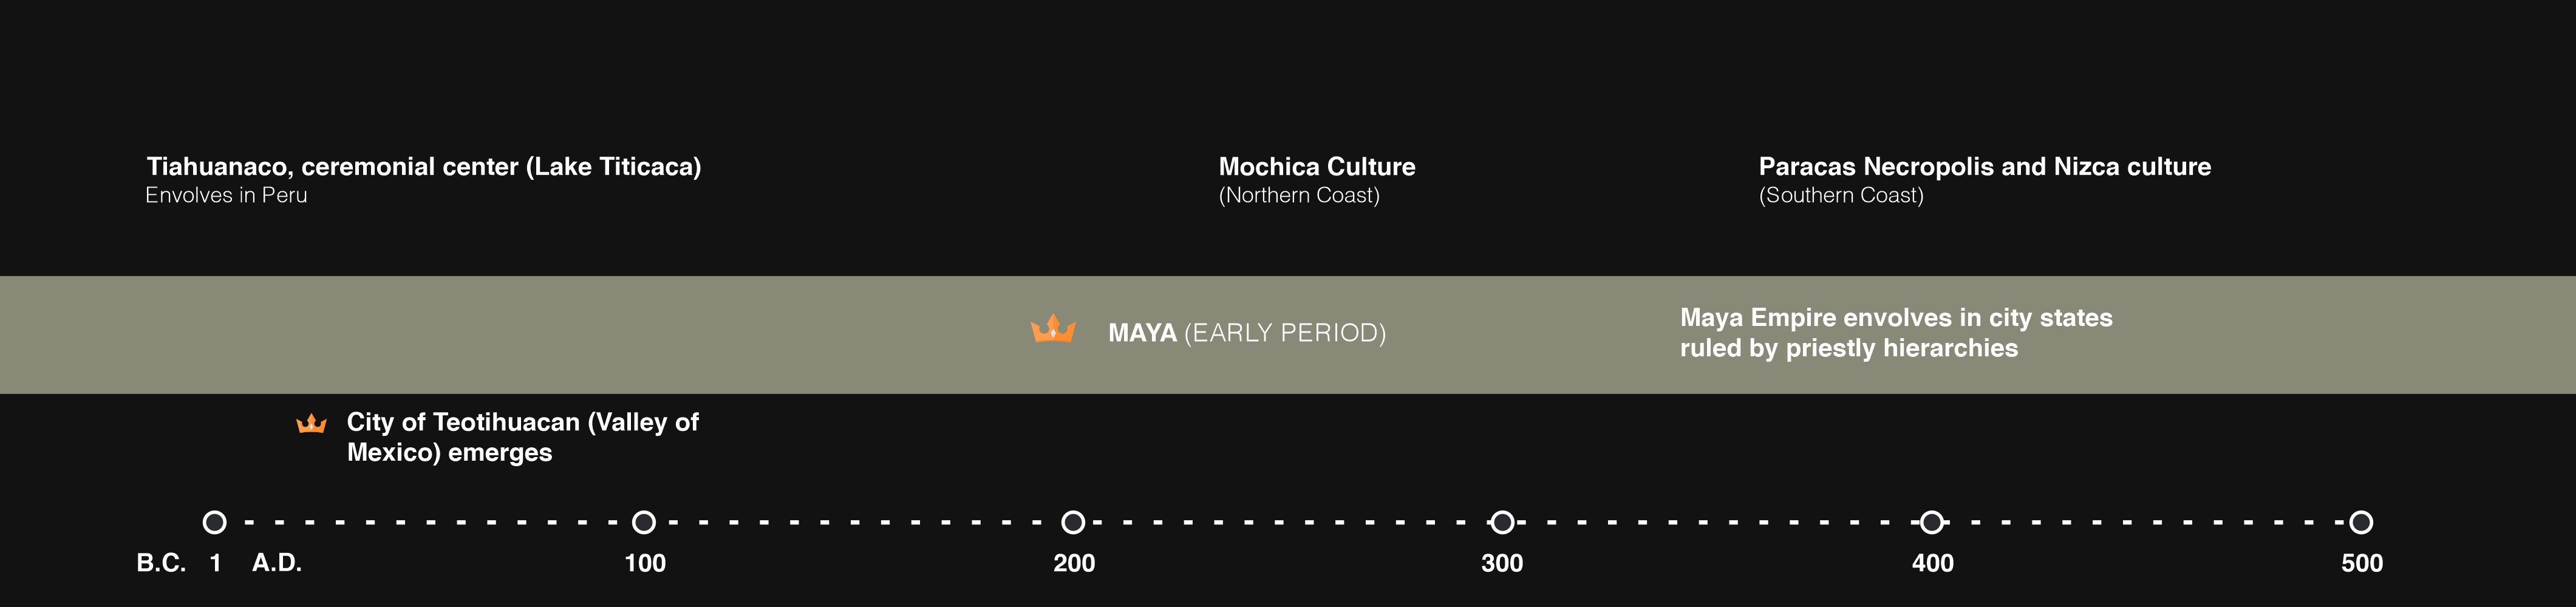 Tiahuanaco, ceremonial center (Lake Titicaca)
Envolves in Peru
Mochica Culture
(Northern Coast)
Paracas Necropolis and Nizca culture
(Southern Coast)
MAYA (EARLY PERIOD)
Maya Empire envolves in city states
ruled by priestly hierarchies
City of Teotihuacan (Valley of
Mexico) emerges
B.C. 1 A.D. 100 200 300 400 500